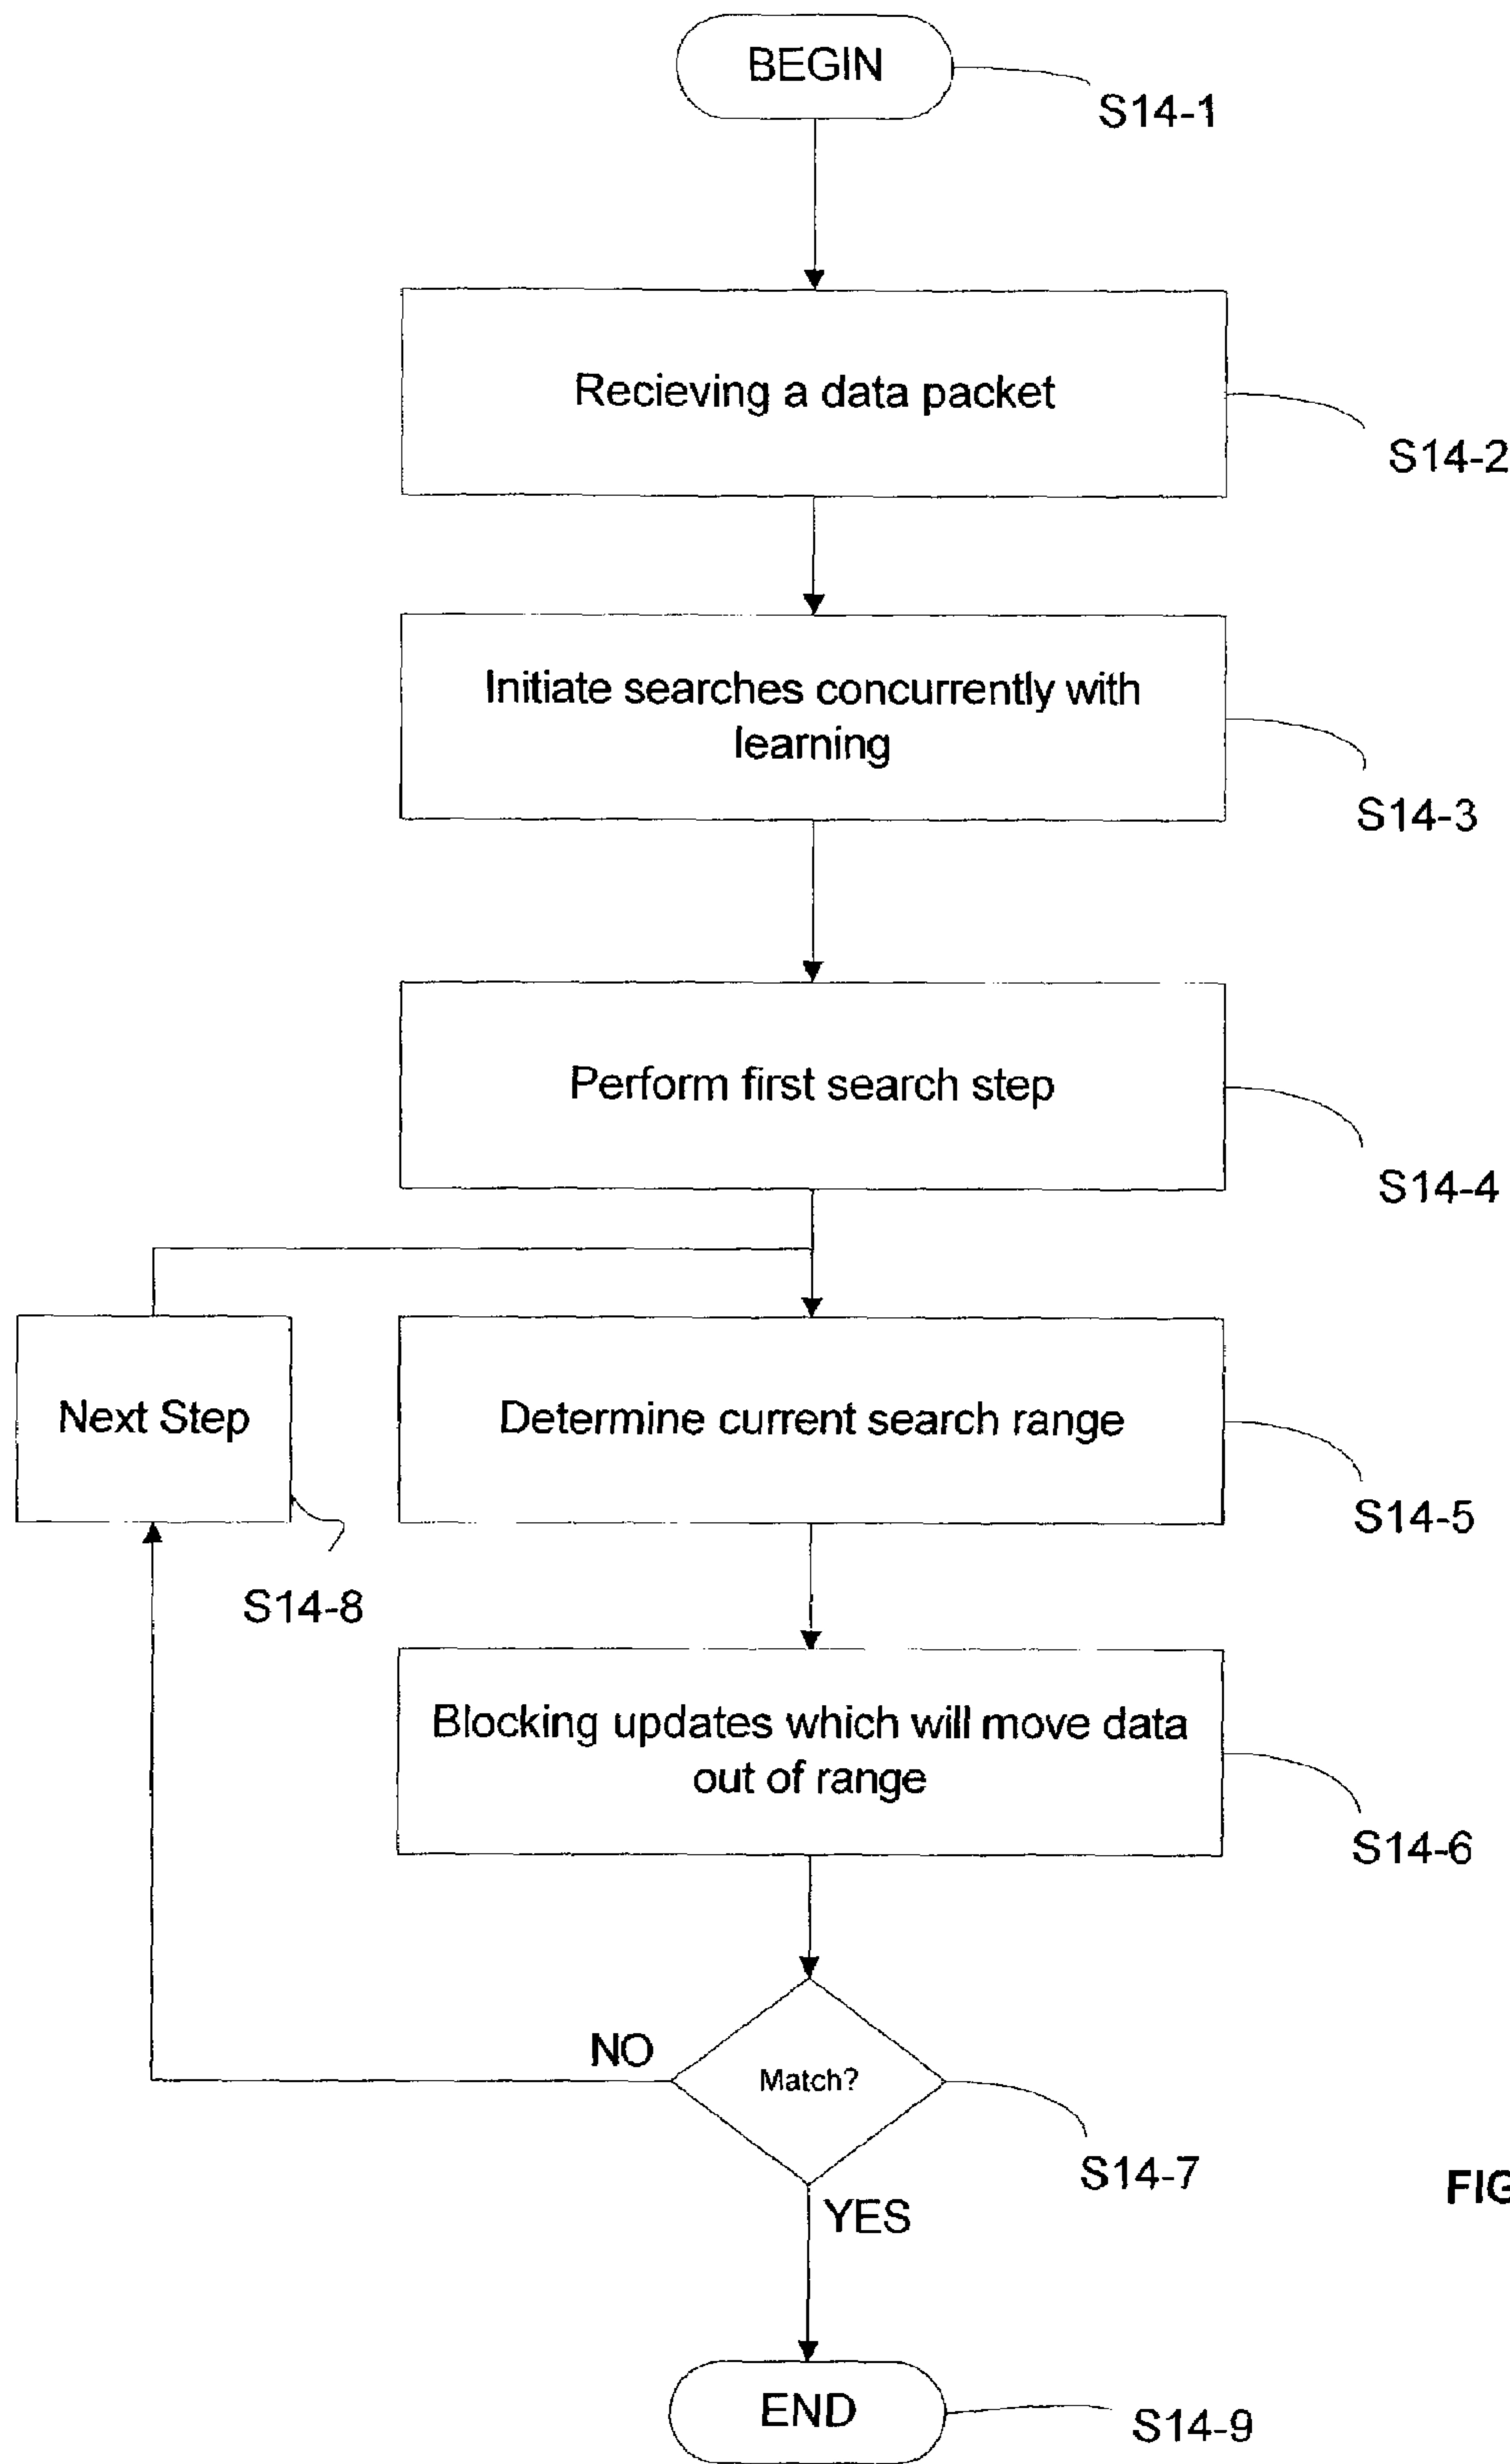 BEGIN
S14-1
Recieving a data packet
S14-2
Initiate searches concurrently with
learning
S14-3
Perform first search step
S14-4
Next Step
Determine current search range
S14-5
S14-8
Blocking updates which will move data
out of range
S14-6
NO
Match?
S14-7
FIG
YES
END
S14-9